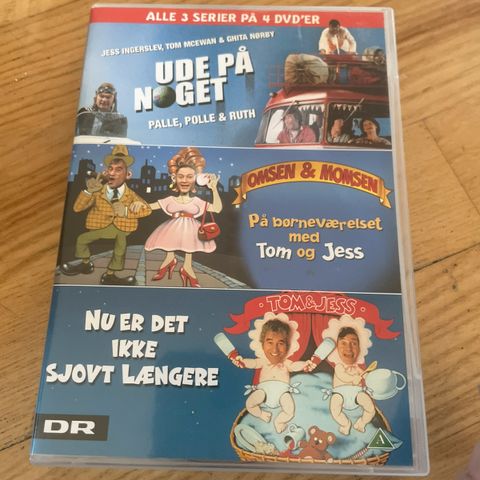 ALLE 3 SERIER PÅ 4 DVD'ER
JESS INGERSLEV, TOM MCEWAN & GHITA NØRBY
UDE PÅ
NOGET
PALLE, POLLE & RUTH
OMSEN & MOMSEN
På børneværelset
med
Tom og Jess
TOM & JESS
NU ER DET
IKKE
SJOVT LÆNGERE
DR
A